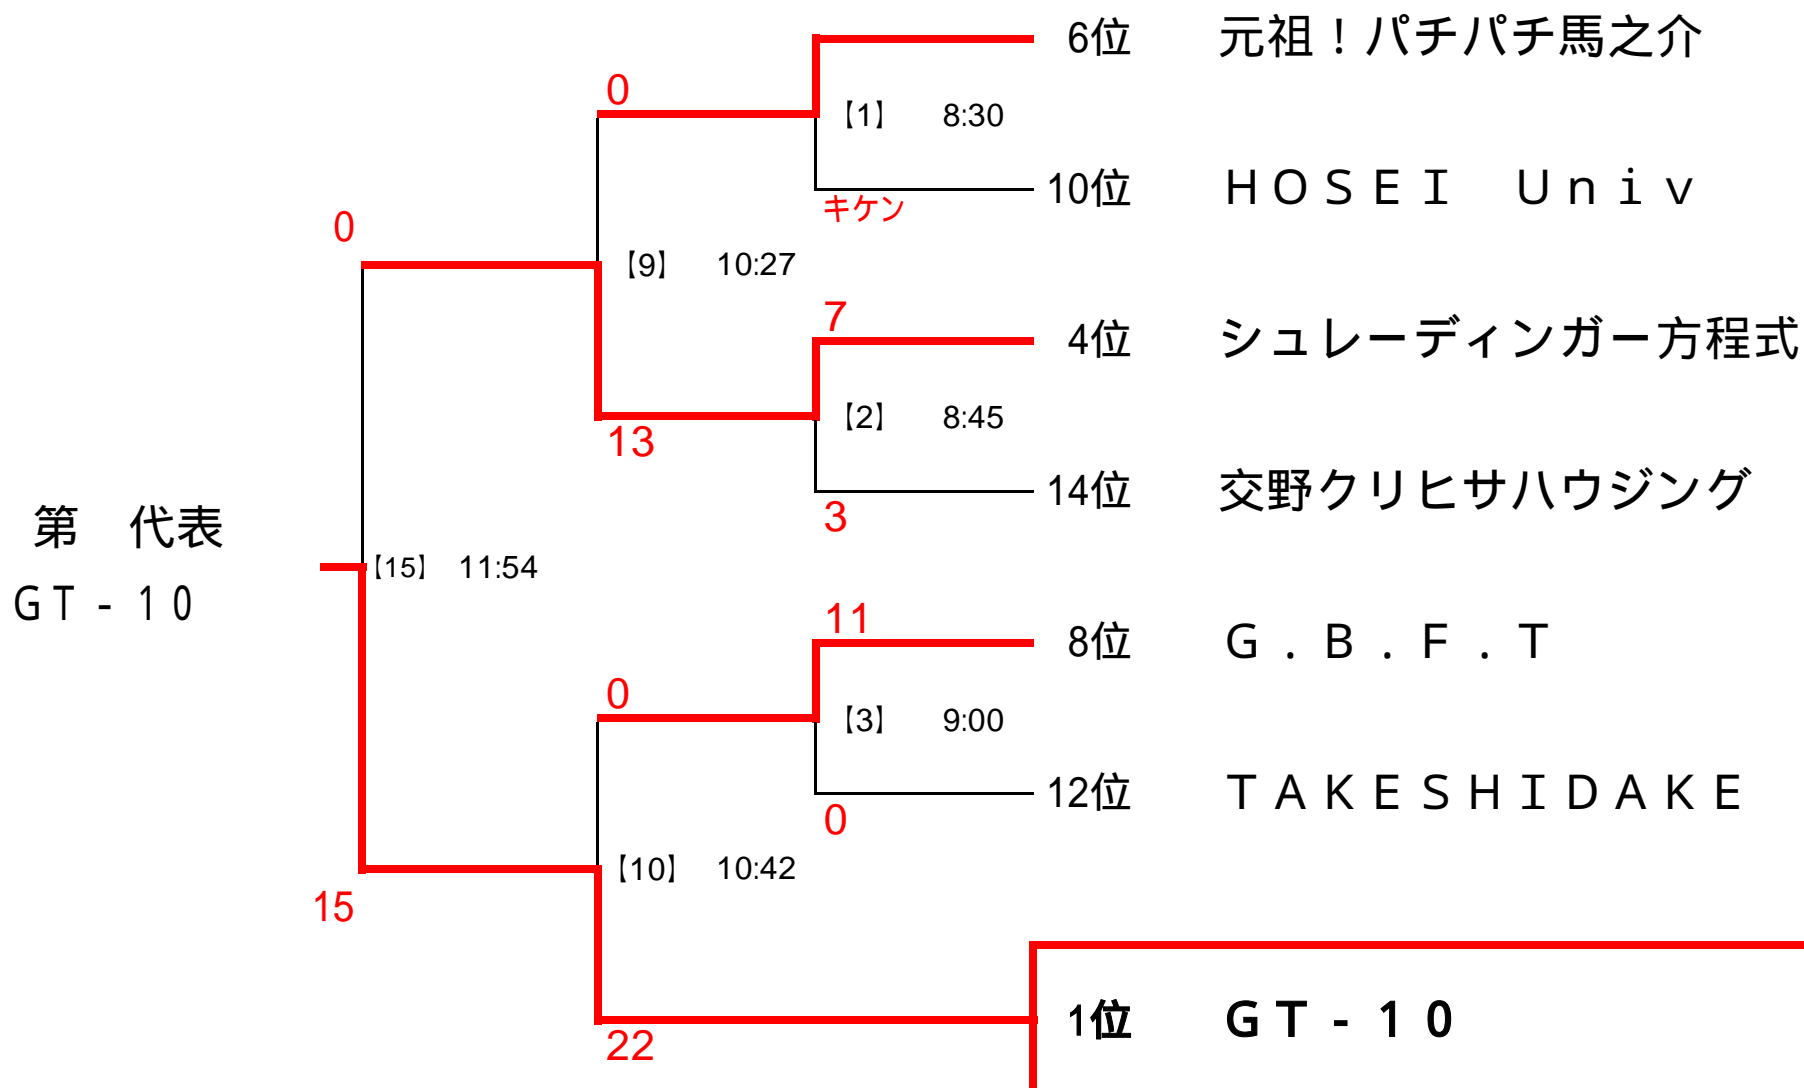 6位 元祖！パチパチ馬之介
0
【1】 8:30
10位 ＨＯＳＥＩ Ｕｎｉｖ
キケン
0
【9】 10:27
7
4位 シュレーディンガー方程式
【2】 8:45
13
14位 交野クリヒサハウジング
3
第 代表
【15】 11:54
ＧＴ-１０
11
8位 Ｇ．Ｂ．Ｆ．Ｔ
0
【3】 9:00
12位 ＴＡＫＥＳＨＩＤＡＫＥ
0
【10】 10:42
15
1位 ＧＴ-１０
22